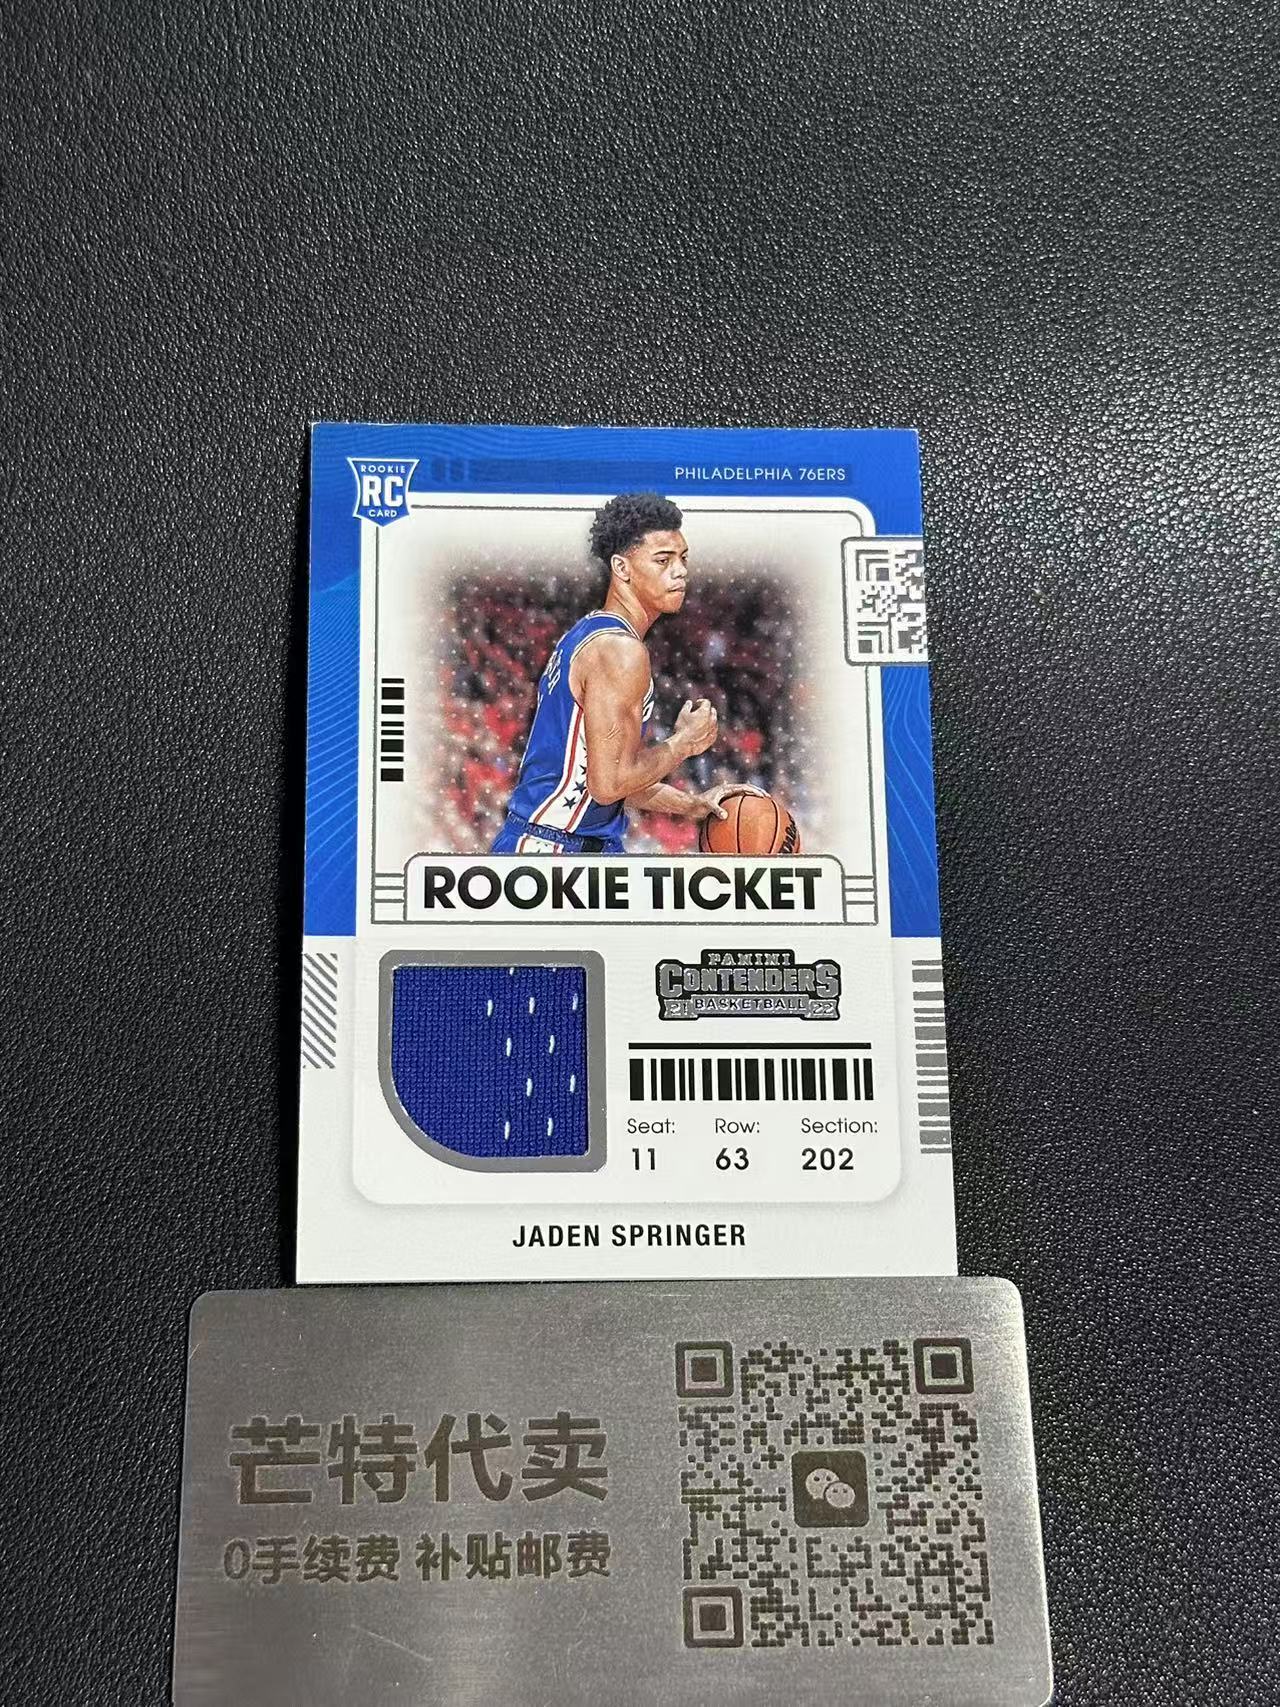 ROOKIE
RC
CARD
PHILADELPHIA 76ERS
ROOKIE TICKET
PANINI
CONTENDERS
21 BASKETBALL 22
Seat: Row: Section:
11 63 202
JADEN SPRINGER
芒特代卖
0手续费 补贴邮费